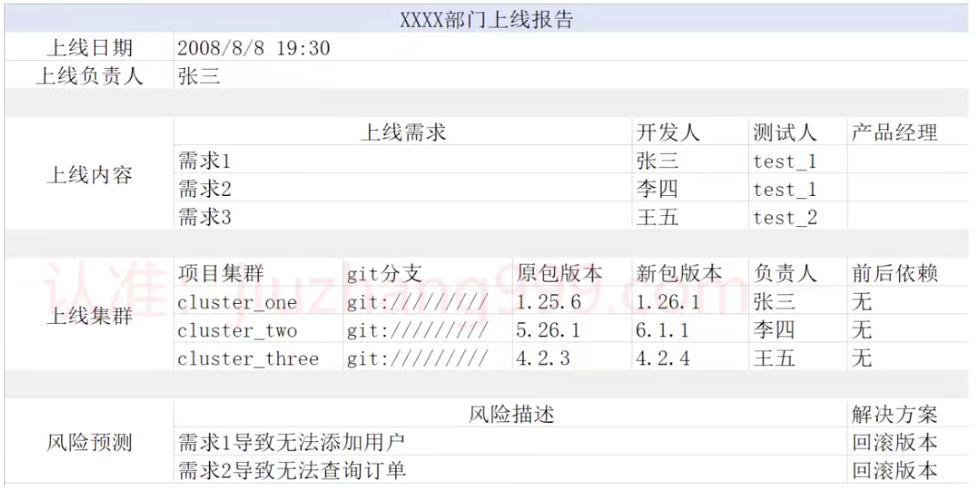 XXXX部门上线报告
上线日期 2008/8/8 19:30
上线负责人 张三
上线内容
上线需求 开发人 测试人 产品经理
需求1 张三 test_1
需求2 李四 test_1
需求3 王五 test_2
上线集群
项目集群 git分支 原包版本 新包版本 负责人 前后依赖
cluster_one git:///////// 1.25.6 1.26.1 张三 无
cluster_two git:///////// 5.26.1 6.1.1 李四 无
cluster_three git:///////// 4.2.3 4.2.4 王五 无
风险预测
风险描述 解决方案
需求1导致无法添加用户 回滚版本
需求2导致无法查询订单 回滚版本